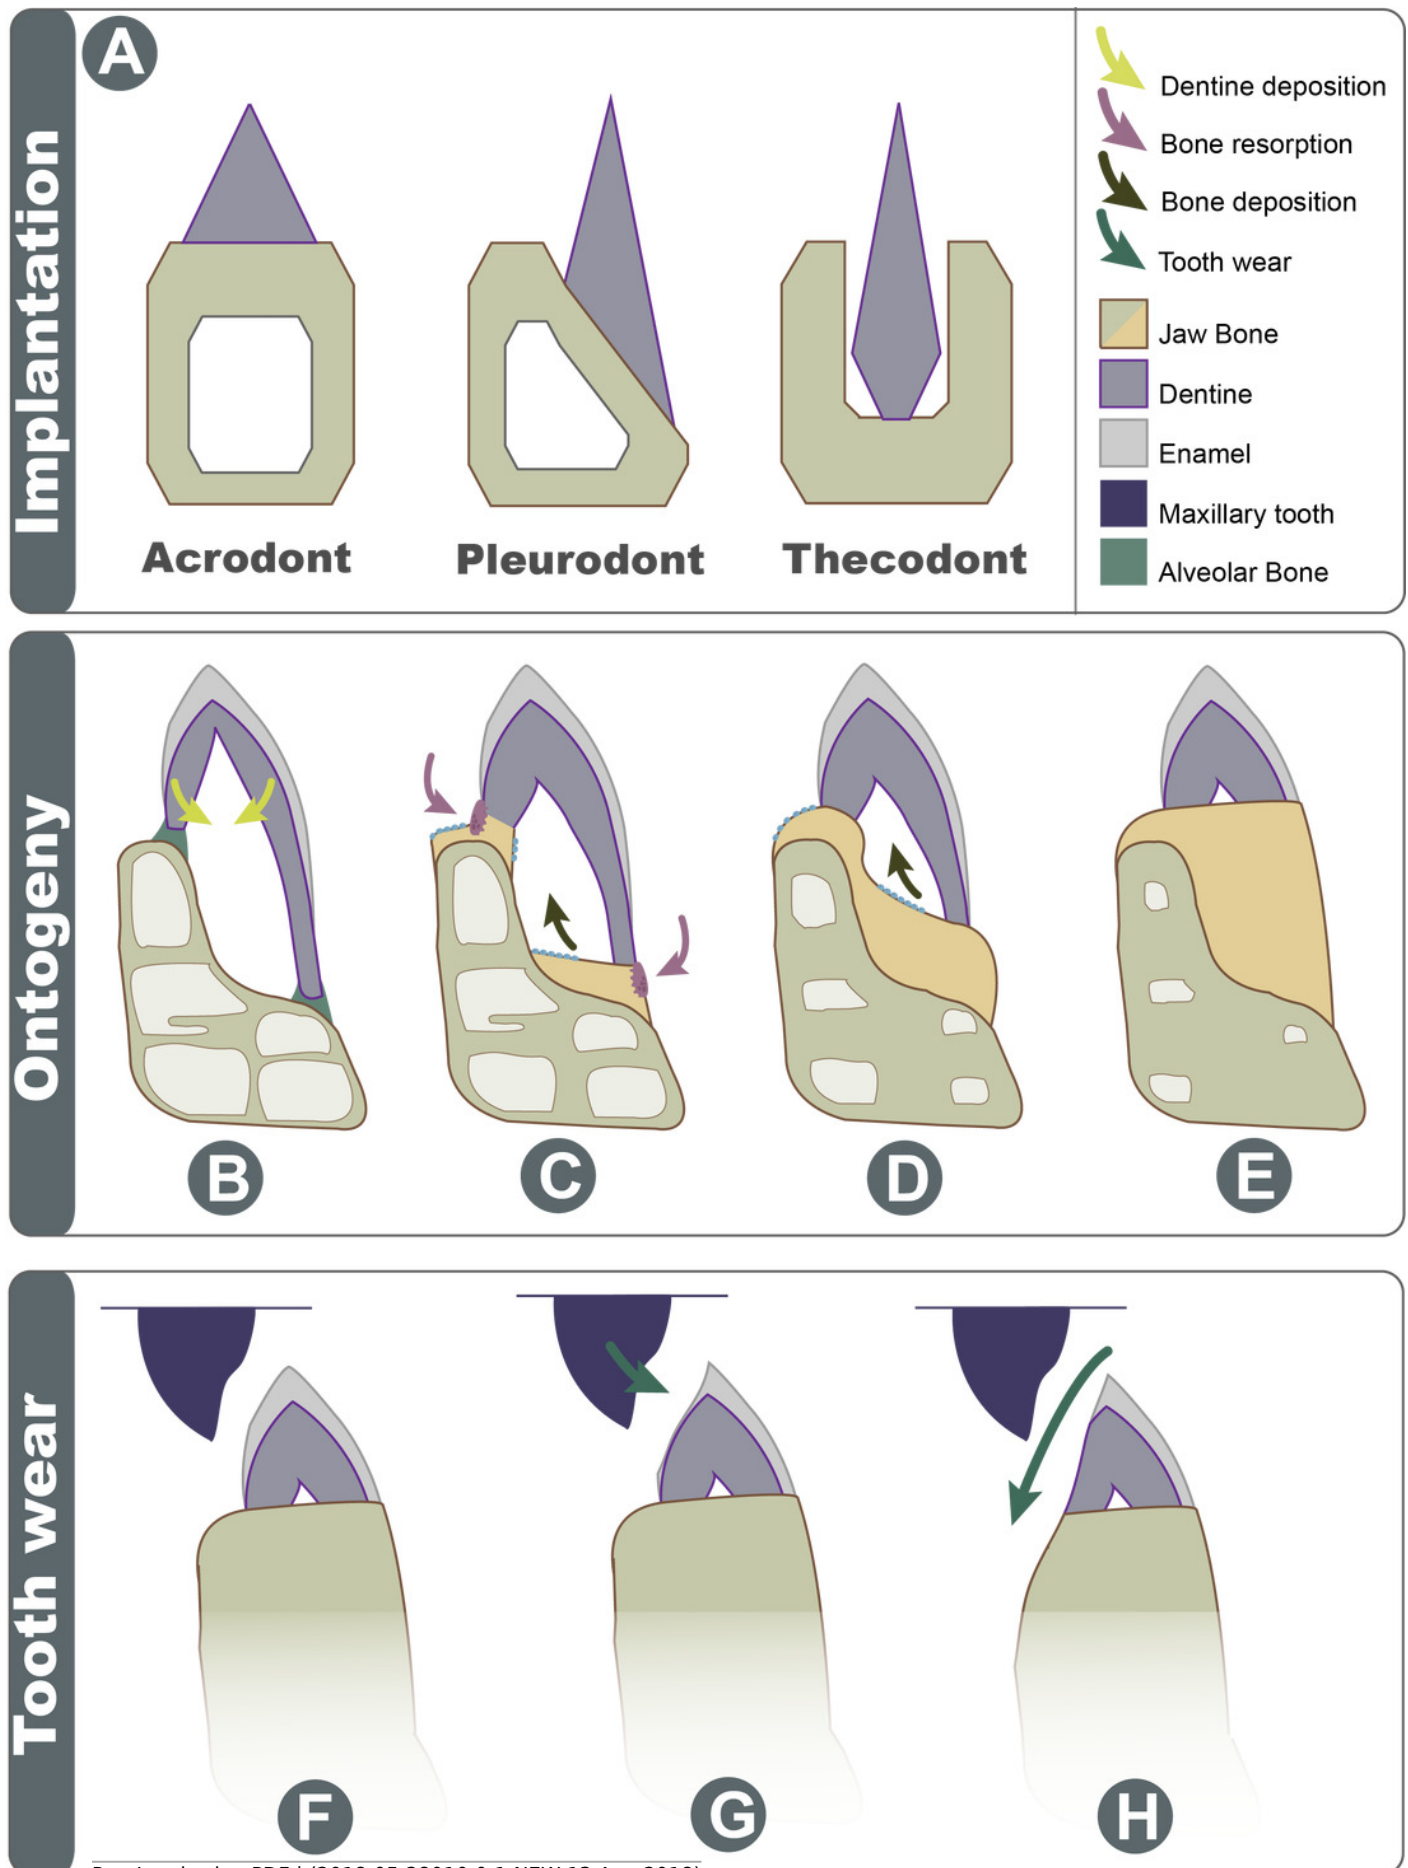 Implantation
A
Acrodont
Pleurodont
Thecodont
Dentine deposition
Bone resorption
Bone deposition
Tooth wear
Jaw Bone
Dentine
Enamel
Maxillary tooth
Alveolar Bone
Ontogeny
B
C
D
E
Tooth wear
F
G
H